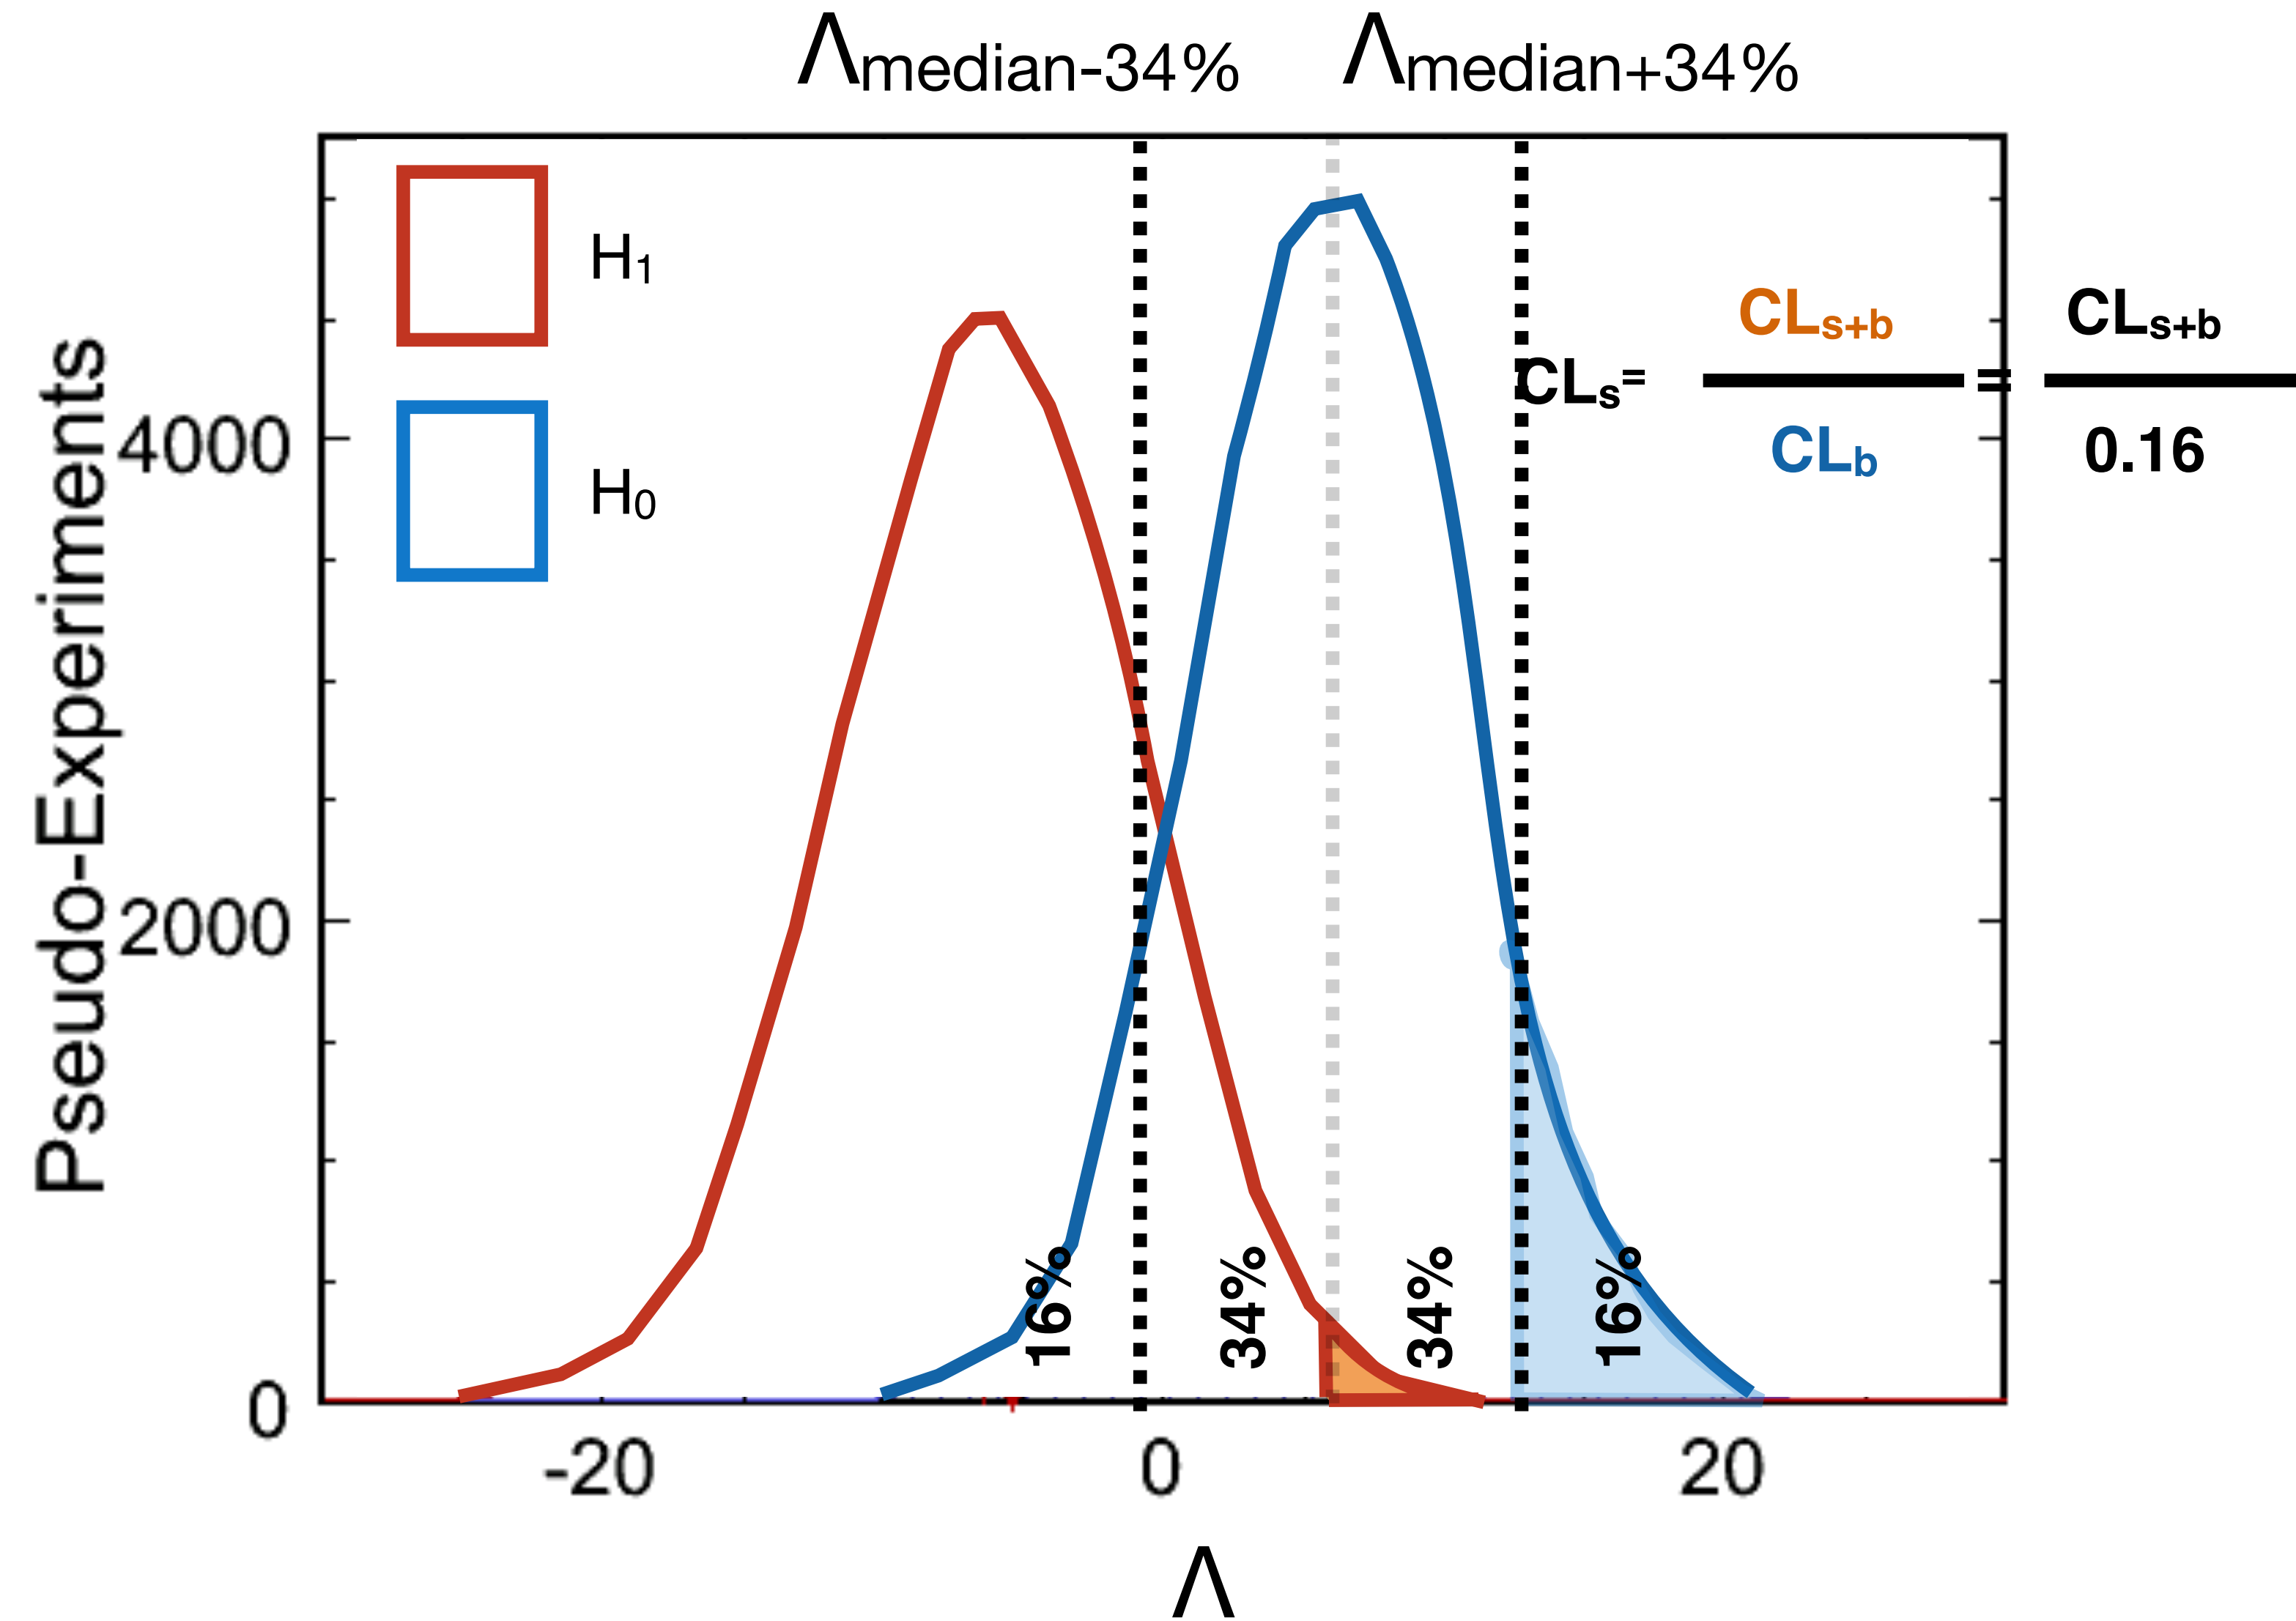 Λmedian-34% Λmedian+34%
H₁
H₀
CLs= CLs+b / CLb = CLs+b / 0.16
Pseudo-Experiments
4000
2000
0
16% 34% 34% 16%
-20 0 20
Λ